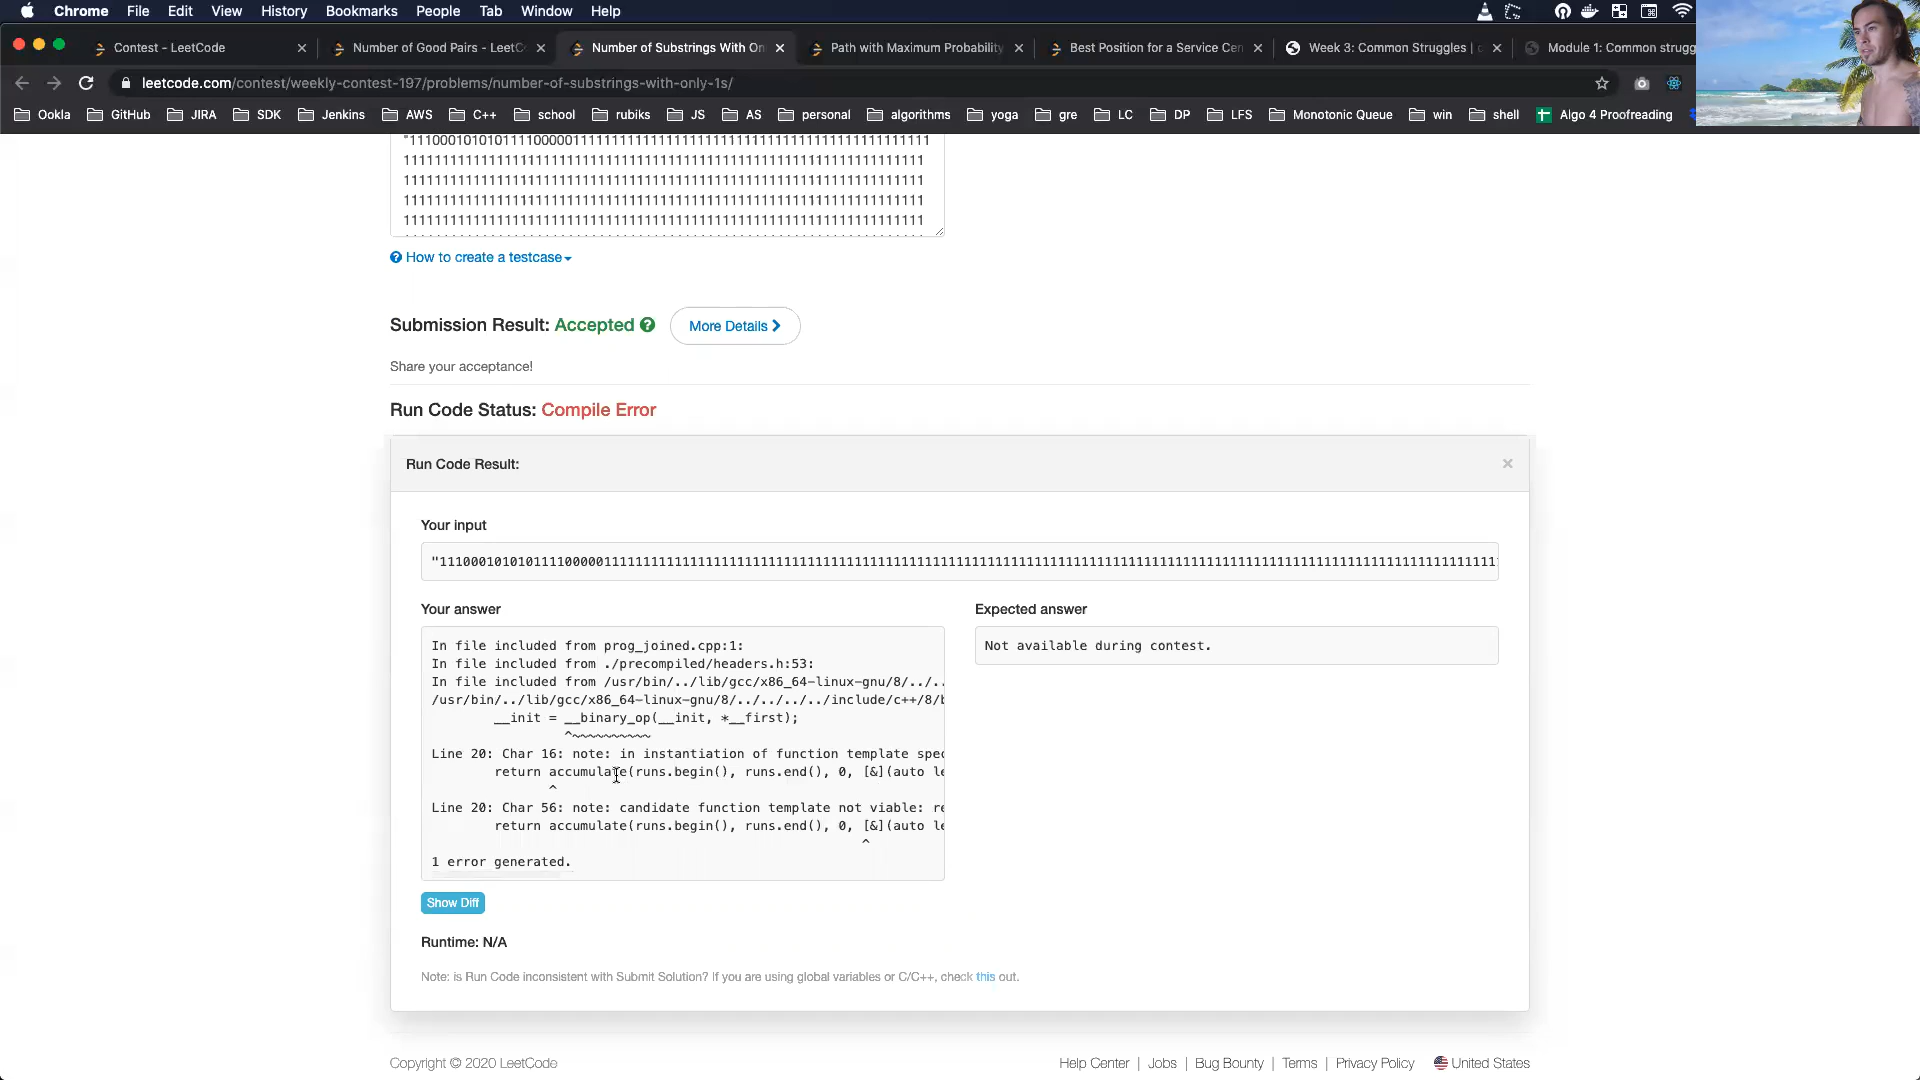 Chrome File Edit View History Bookmarks People Tab Window Help
Contest - LeetCode
Number of Good Pairs - LeetC
Number of Substrings With On
Path with Maximum Probability
Best Position for a Service Cen
Week 3: Common Struggles |
Module 1: Common strugg
leetcode.com/contest/weekly-contest-197/problems/number-of-substrings-with-only-1s/
Ookla GitHub JIRA SDK Jenkins AWS C++ school rubiks JS AS personal algorithms yoga gre LC DP LFS Monotonic Queue win shell Algo 4 Proofreading
How to create a testcase
Submission Result: Accepted
More Details
Share your acceptance!
Run Code Status: Compile Error
Run Code Result:
Your input
Your answer
Expected answer
In file included from prog_joined.cpp:1:
In file included from ./precompiled/headers.h:53:
In file included from /usr/bin/../lib/gcc/x86_64-linux-gnu/8/../..
/usr/bin/../lib/gcc/x86_64-linux-gnu/8/../../../../include/c++/8/b
__init = __binary_op(__init, *__first);
^~~~~~~~~~~
Line 20: Char 16: note: in instantiation of function template spec
return accumulate(runs.begin(), runs.end(), 0, [&](auto le
^
Line 20: Char 56: note: candidate function template not viable: re
return accumulate(runs.begin(), runs.end(), 0, [&](auto le
^
1 error generated.
Not available during contest.
Show Diff
Runtime: N/A
Note: is Run Code inconsistent with Submit Solution? If you are using global variables or C/C++, check this out.
Copyright © 2020 LeetCode
Help Center | Jobs | Bug Bounty | Terms | Privacy Policy United States